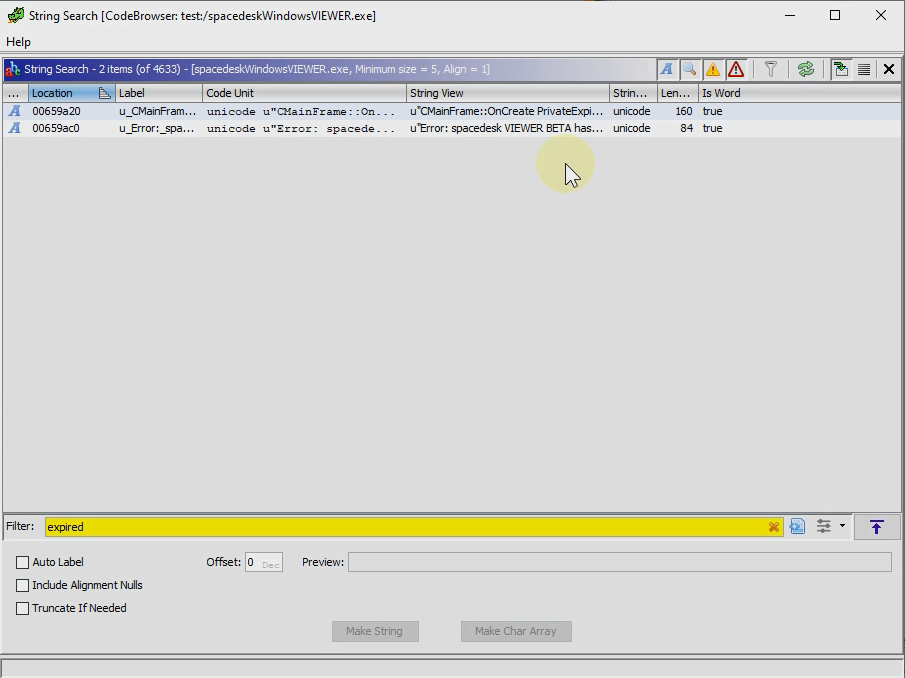 String Search [CodeBrowser: test:/spacedeskWindowsVIEWER.exe]
Help
String Search - 2 items (of 4633) - [spacedeskWindowsVIEWER.exe, Minimum size = 5, Align = 1]
... Location Label Code Unit String View Strin... Len... Is Word
A 00659a20 u_CMainFram... unicode u"CMainFrame::On... u"CMainFrame::OnCreate PrivateExpi... unicode 160 true
A 00659ac0 u_Error:_spa... unicode u"Error: spacede... u"Error: spacedesk VIEWER BETA has... unicode 84 true
Filter: expired
Auto Label Offset: 0 Dec Preview:
Include Alignment Nulls
Truncate If Needed
Make String Make Char Array